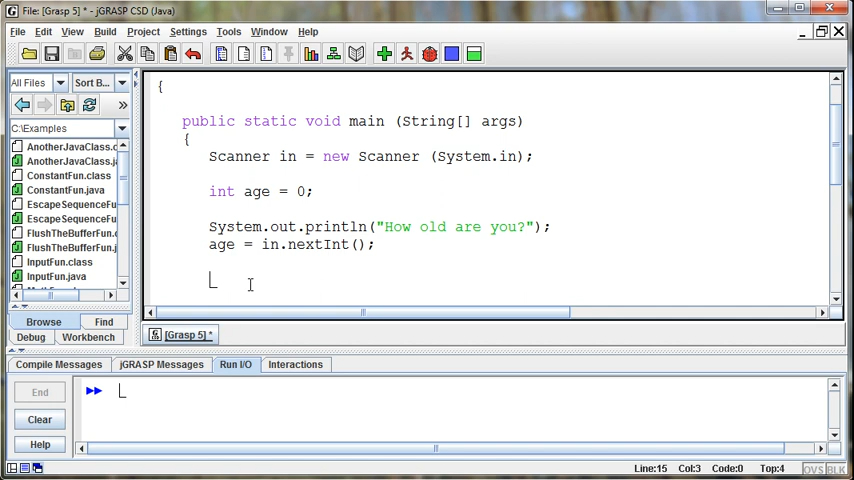 File: [Grasp 5] * - jGRASP CSD (Java)
File Edit View Build Project Settings Tools Window Help
All Files Sort B...
C:\Examples
AnotherJavaClass.c
AnotherJavaClass.ja
ConstantFun.class
ConstantFun.java
EscapeSequenceFu
EscapeSequenceFu
FlushTheBufferFun.c
FlushTheBufferFun.ja
InputFun.class
InputFun.java
Browse Find
Debug Workbench
{
public static void main (String[] args)
{
Scanner in = new Scanner (System.in);
int age = 0;
System.out.println("How old are you?");
age = in.nextInt();
[Grasp 5] *
Compile Messages jGRASP Messages Run I/O Interactions
End
Clear
Help
Line:15 Col:3 Code:0 Top:4 OVS BLK